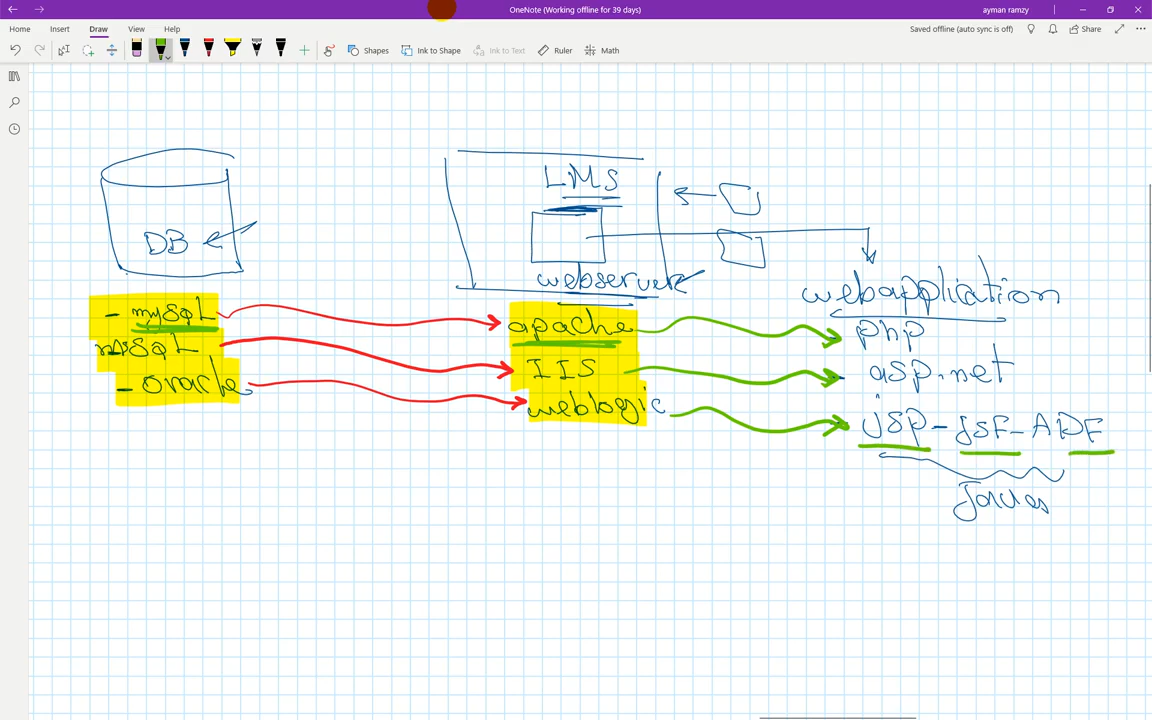 OneNote (Working offline for 39 days)
ayman ramzy
Home Insert Draw View Help
Saved offline (auto sync is off)
Share
Shapes
Ink to Shape
Ink to Text
Ruler
Math
LMS
DB
webserver
webapplication
- mysqL
apache
php
MSSQL
IIS
asp.net
- oracle
weblogic
JSP - JSF - ADF